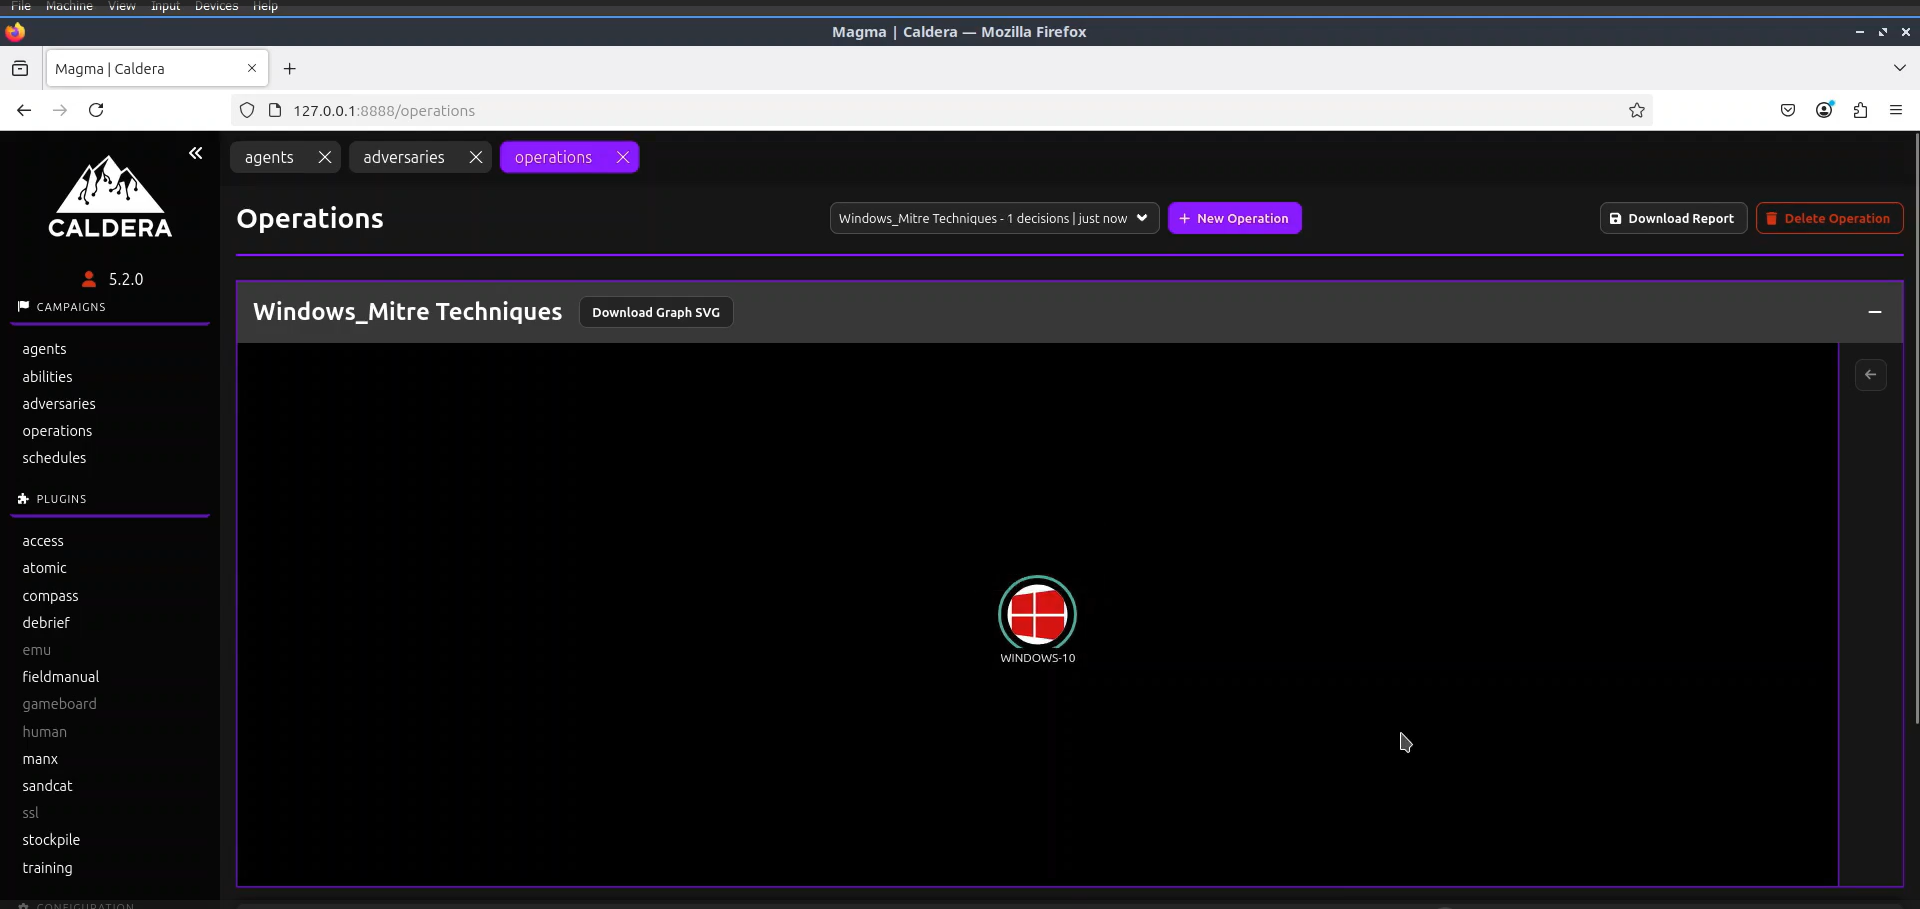 File Machine View Input Devices Help
Magma | Caldera — Mozilla Firefox
Magma | Caldera
127.0.0.1:8888/operations
agents
adversaries
operations
CALDERA
5.2.0
CAMPAIGNS
agents
abilities
adversaries
operations
schedules
PLUGINS
access
atomic
compass
debrief
emu
fieldmanual
gameboard
human
manx
sandcat
ssl
stockpile
training
CONFIGURATION
Operations
Windows_Mitre Techniques - 1 decisions | just now
+ New Operation
Download Report
Delete Operation
Windows_Mitre Techniques
Download Graph SVG
WINDOWS-10